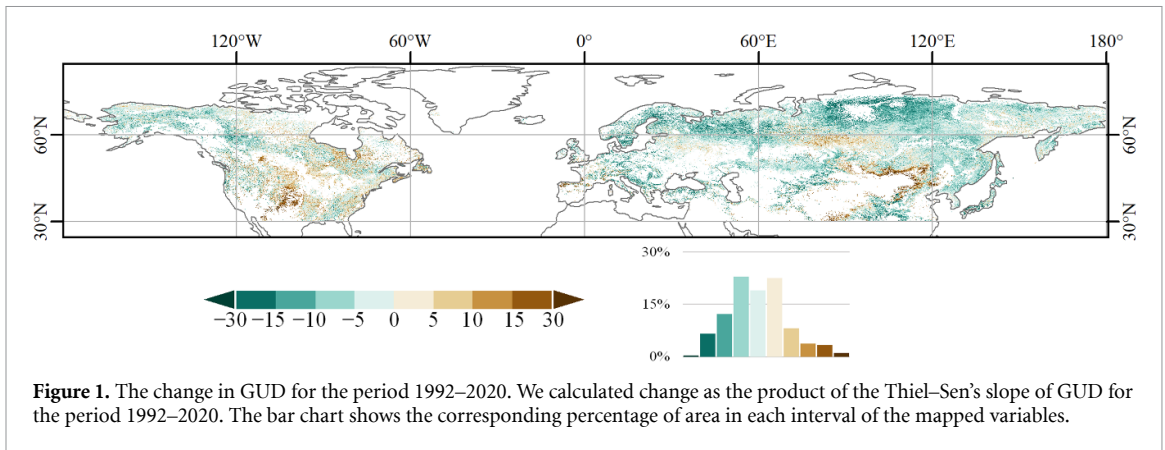 120°W 60°W 0° 60°E 120°E 180°
60°N 60°N
30°N 30°N
30%
15%
0%
−30 −15 −10 −5 0 5 10 15 30
Figure 1. The change in GUD for the period 1992–2020. We calculated change as the product of the Thiel–Sen's slope of GUD for
the period 1992–2020. The bar chart shows the corresponding percentage of area in each interval of the mapped variables.